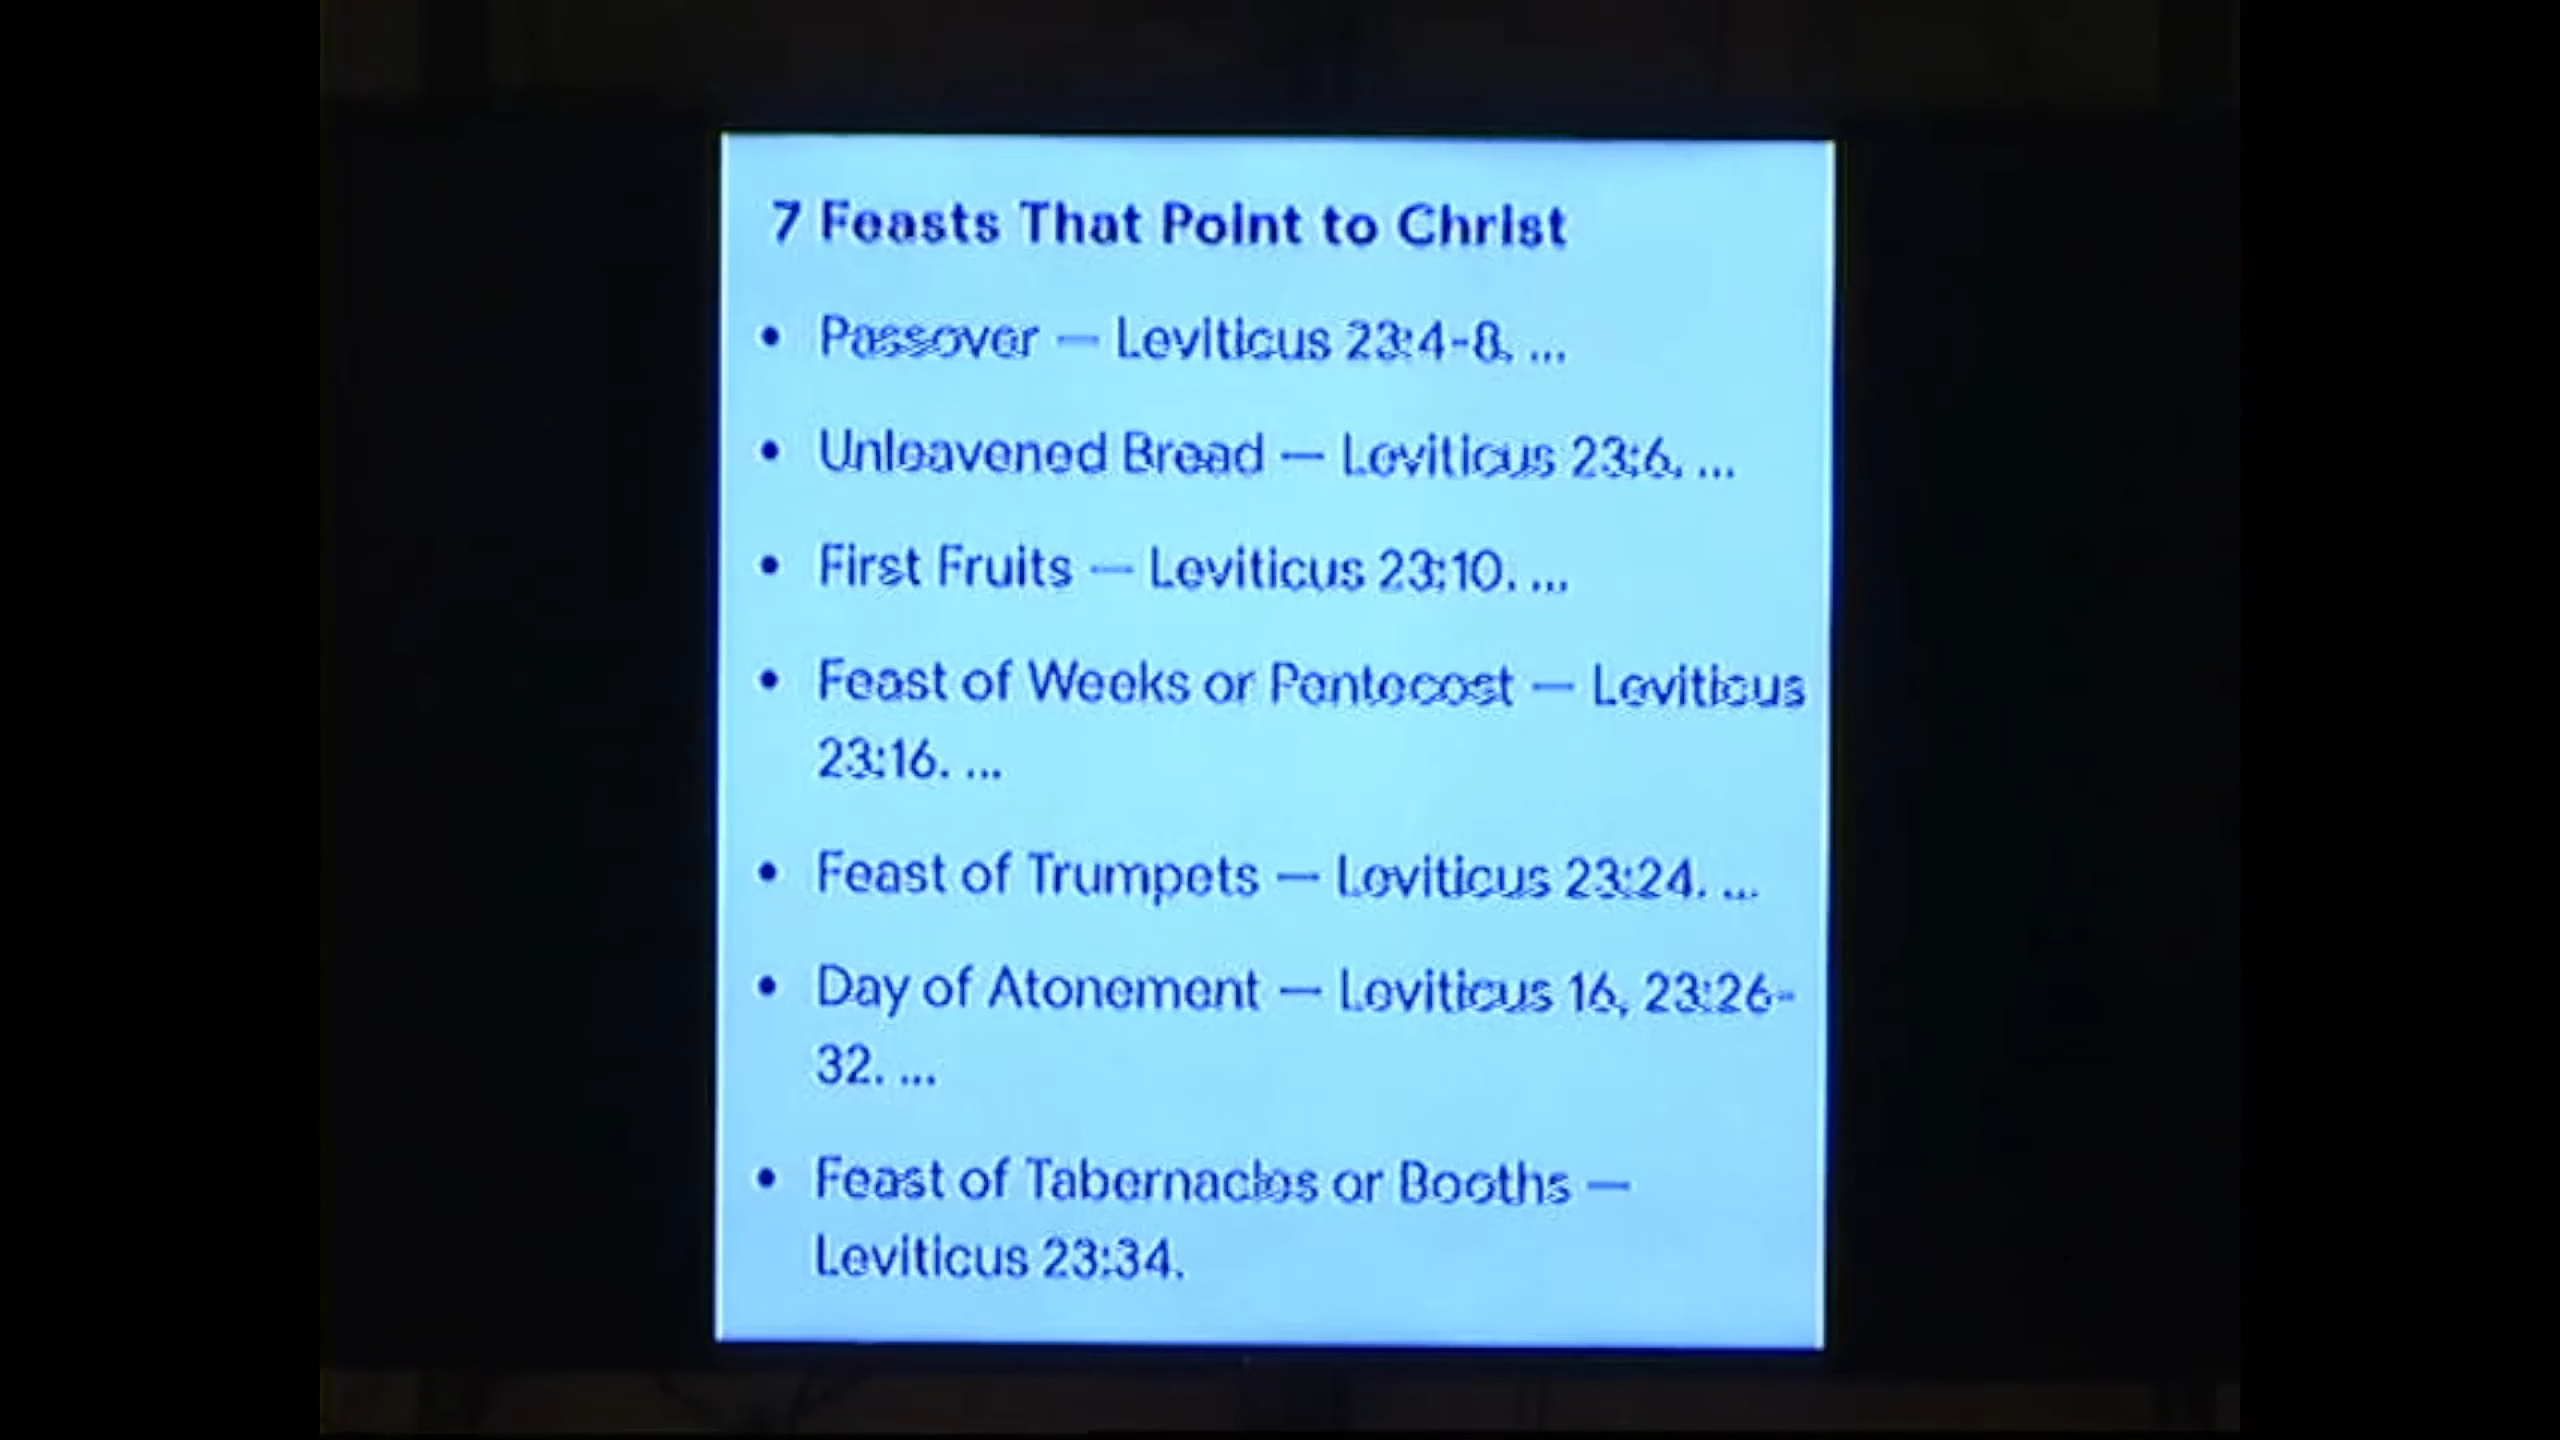 7 Feasts That Point to Christ
• Passover — Leviticus 23:4-8. ...
• Unleavened Bread — Leviticus 23:6. ...
• First Fruits — Leviticus 23:10. ...
• Feast of Weeks or Pentecost — Leviticus
23:16. ...
• Feast of Trumpets — Leviticus 23:24. ...
• Day of Atonement — Leviticus 16, 23:26-
32. ...
• Feast of Tabernacles or Booths —
Leviticus 23:34.